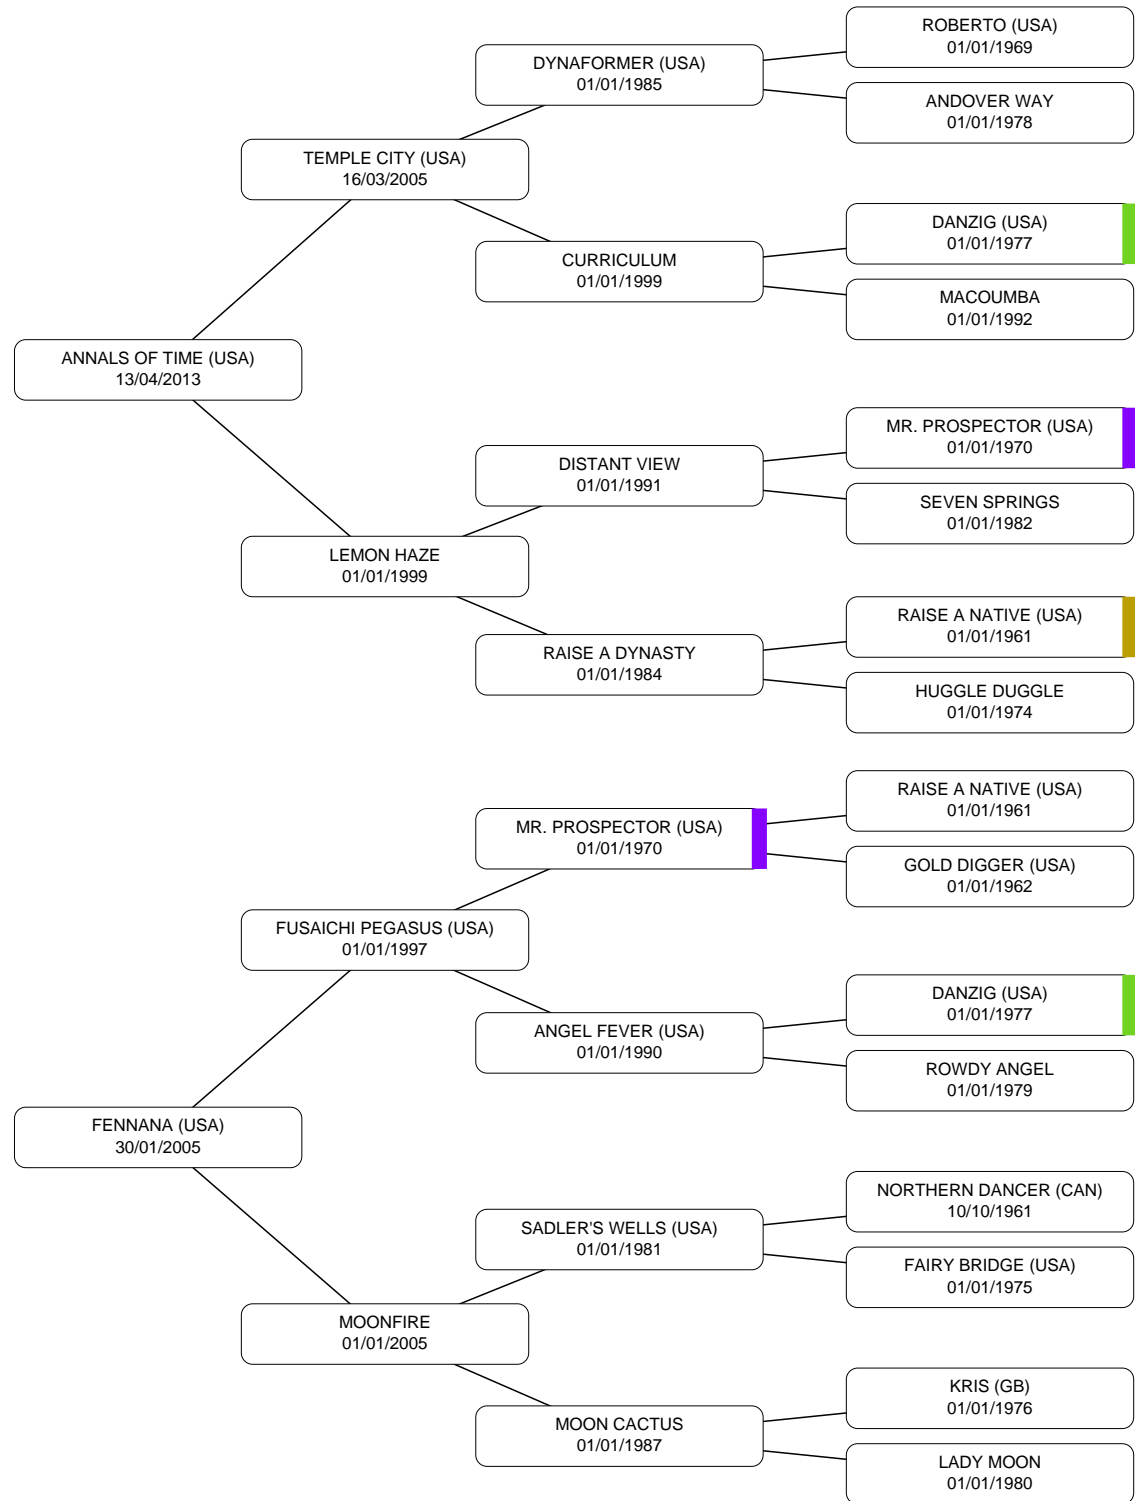 ROBERTO (USA)
01/01/1969
DYNAFORMER (USA)
01/01/1985
ANDOVER WAY
01/01/1978
TEMPLE CITY (USA)
16/03/2005
DANZIG (USA)
01/01/1977
CURRICULUM
01/01/1999
MACOUMBA
01/01/1992
ANNALS OF TIME (USA)
13/04/2013
MR. PROSPECTOR (USA)
01/01/1970
DISTANT VIEW
01/01/1991
SEVEN SPRINGS
01/01/1982
LEMON HAZE
01/01/1999
RAISE A NATIVE (USA)
01/01/1961
RAISE A DYNASTY
01/01/1984
HUGGLE DUGGLE
01/01/1974
RAISE A NATIVE (USA)
01/01/1961
MR. PROSPECTOR (USA)
01/01/1970
GOLD DIGGER (USA)
01/01/1962
FUSAICHI PEGASUS (USA)
01/01/1997
DANZIG (USA)
01/01/1977
ANGEL FEVER (USA)
01/01/1990
ROWDY ANGEL
01/01/1979
FENNANA (USA)
30/01/2005
NORTHERN DANCER (CAN)
10/10/1961
SADLER'S WELLS (USA)
01/01/1981
FAIRY BRIDGE (USA)
01/01/1975
MOONFIRE
01/01/2005
KRIS (GB)
01/01/1976
MOON CACTUS
01/01/1987
LADY MOON
01/01/1980